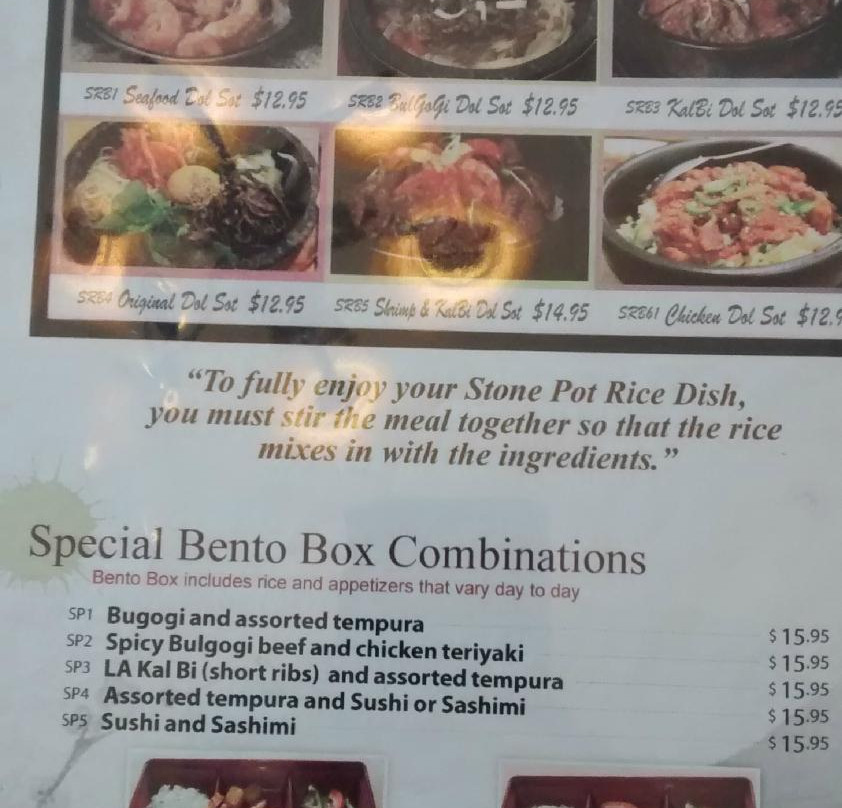 SRB1 Seafood Dol Sot $12.95
SRB2 BulGoGi Dol Sot $12.95
SRB3 KalBi Dol Sot $12.95
SRB4 Original Dol Sot $12.95
SRB5 Shrimp & KalBi Dol Sot $14.95
SRB61 Chicken Dol Sot $12.9
“To fully enjoy your Stone Pot Rice Dish,
you must stir the meal together so that the rice
mixes in with the ingredients.”
Special Bento Box Combinations
Bento Box includes rice and appetizers that vary day to day
SP1 Bugogi and assorted tempura $15.95
SP2 Spicy Bulgogi beef and chicken teriyaki $15.95
SP3 LA Kal Bi (short ribs) and assorted tempura $15.95
SP4 Assorted tempura and Sushi or Sashimi $15.95
SP5 Sushi and Sashimi $15.95